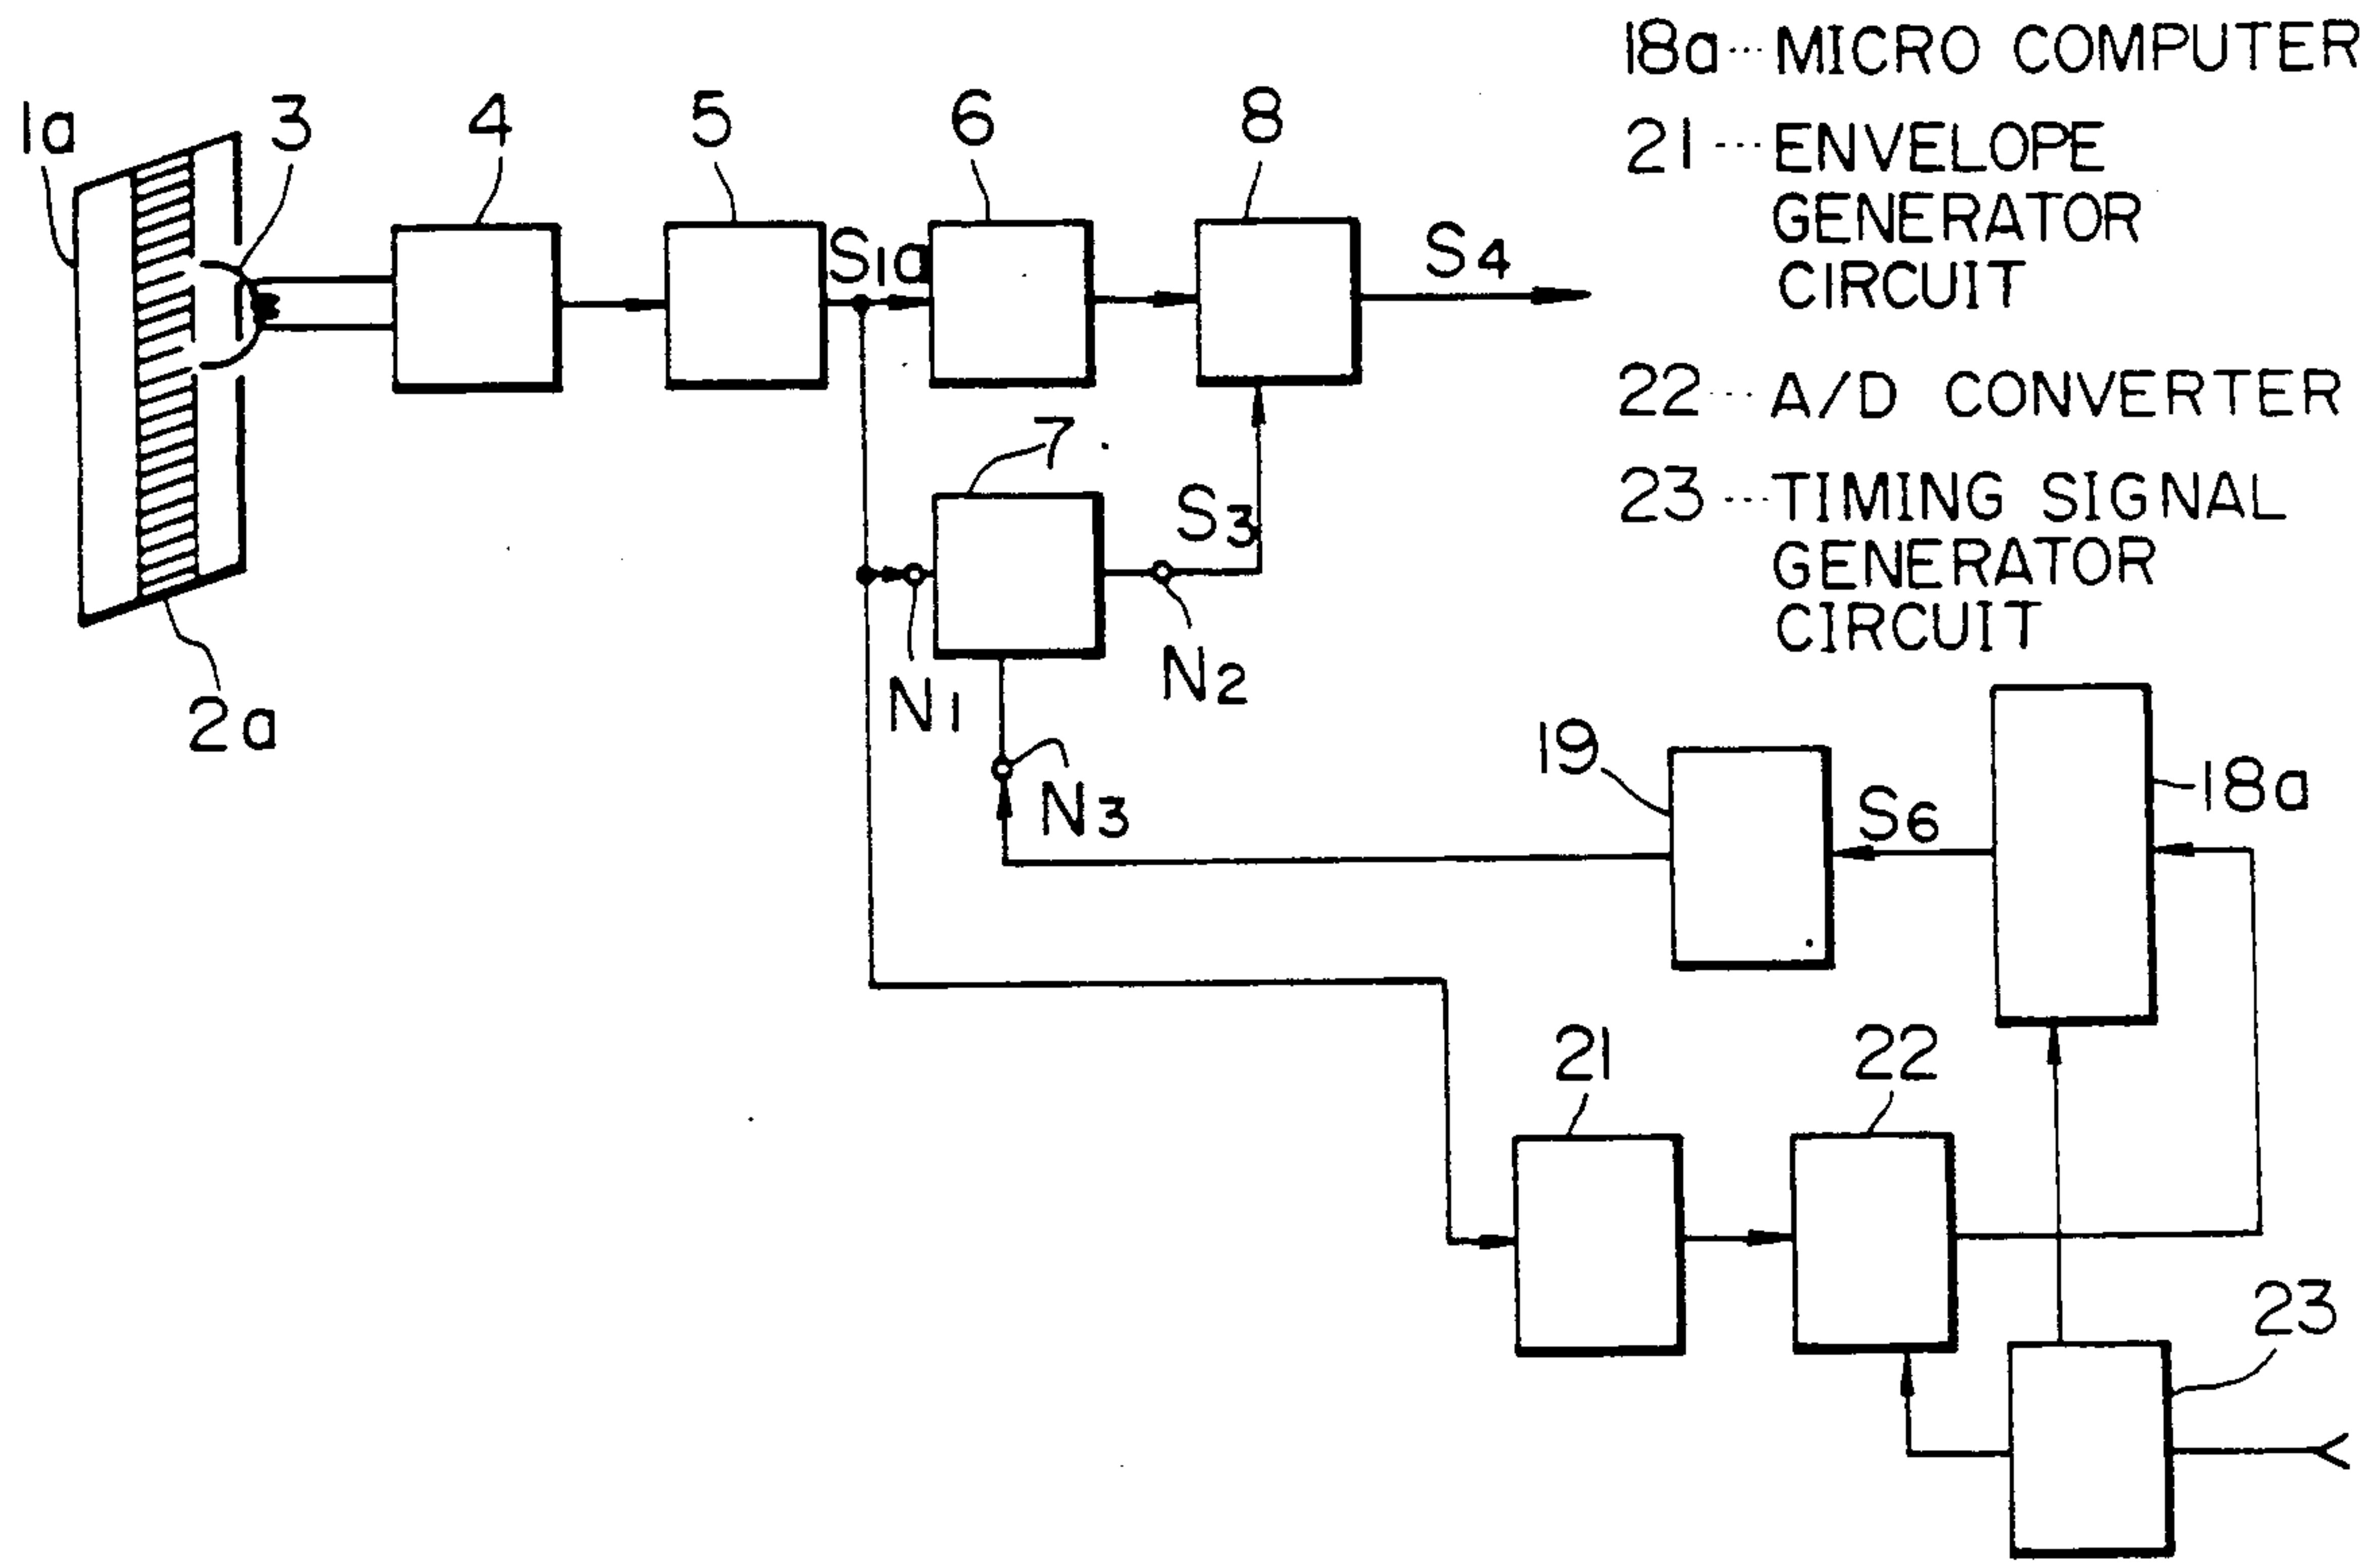 18a···MICRO COMPUTER
21···ENVELOPE
GENERATOR
CIRCUIT
22···A/D CONVERTER
23···TIMING SIGNAL
GENERATOR
CIRCUIT
1a
3
4
5
6
8
S1a
S4
7
S3
N1
N2
2a
N3
19
S6
18a
21
22
23